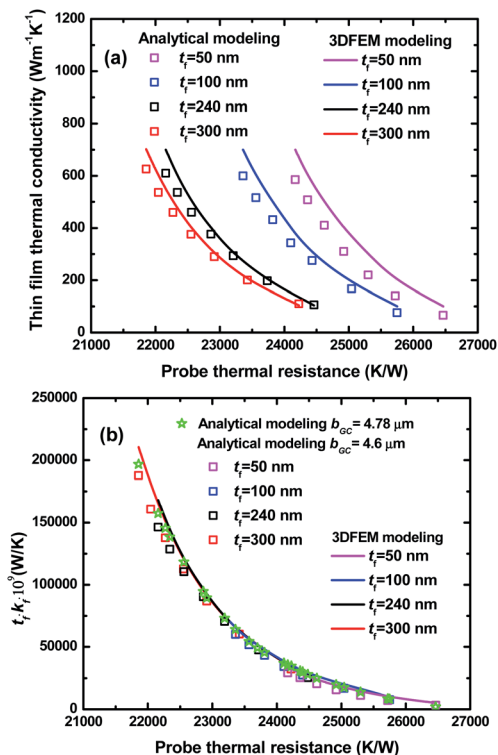 Thin film thermal conductivity (Wm⁻¹K⁻¹)
1200
1000
800
600
400
200
0
(a)
Analytical modeling
t_f=50 nm
t_f=100 nm
t_f=240 nm
t_f=300 nm
3DFEM modeling
t_f=50 nm
t_f=100 nm
t_f=240 nm
t_f=300 nm
21000 22000 23000 24000 25000 26000 27000
Probe thermal resistance (K/W)
t_f·k_f·10⁹(W/K)
250000
200000
150000
100000
50000
0
(b)
Analytical modeling b_GC = 4.78 μm
Analytical modeling b_GC = 4.6 μm
t_f=50 nm
t_f=100 nm
t_f=240 nm
t_f=300 nm
3DFEM modeling
t_f=50 nm
t_f=100 nm
t_f=240 nm
t_f=300 nm
21000 22000 23000 24000 25000 26000 27000
Probe thermal resistance (K/W)